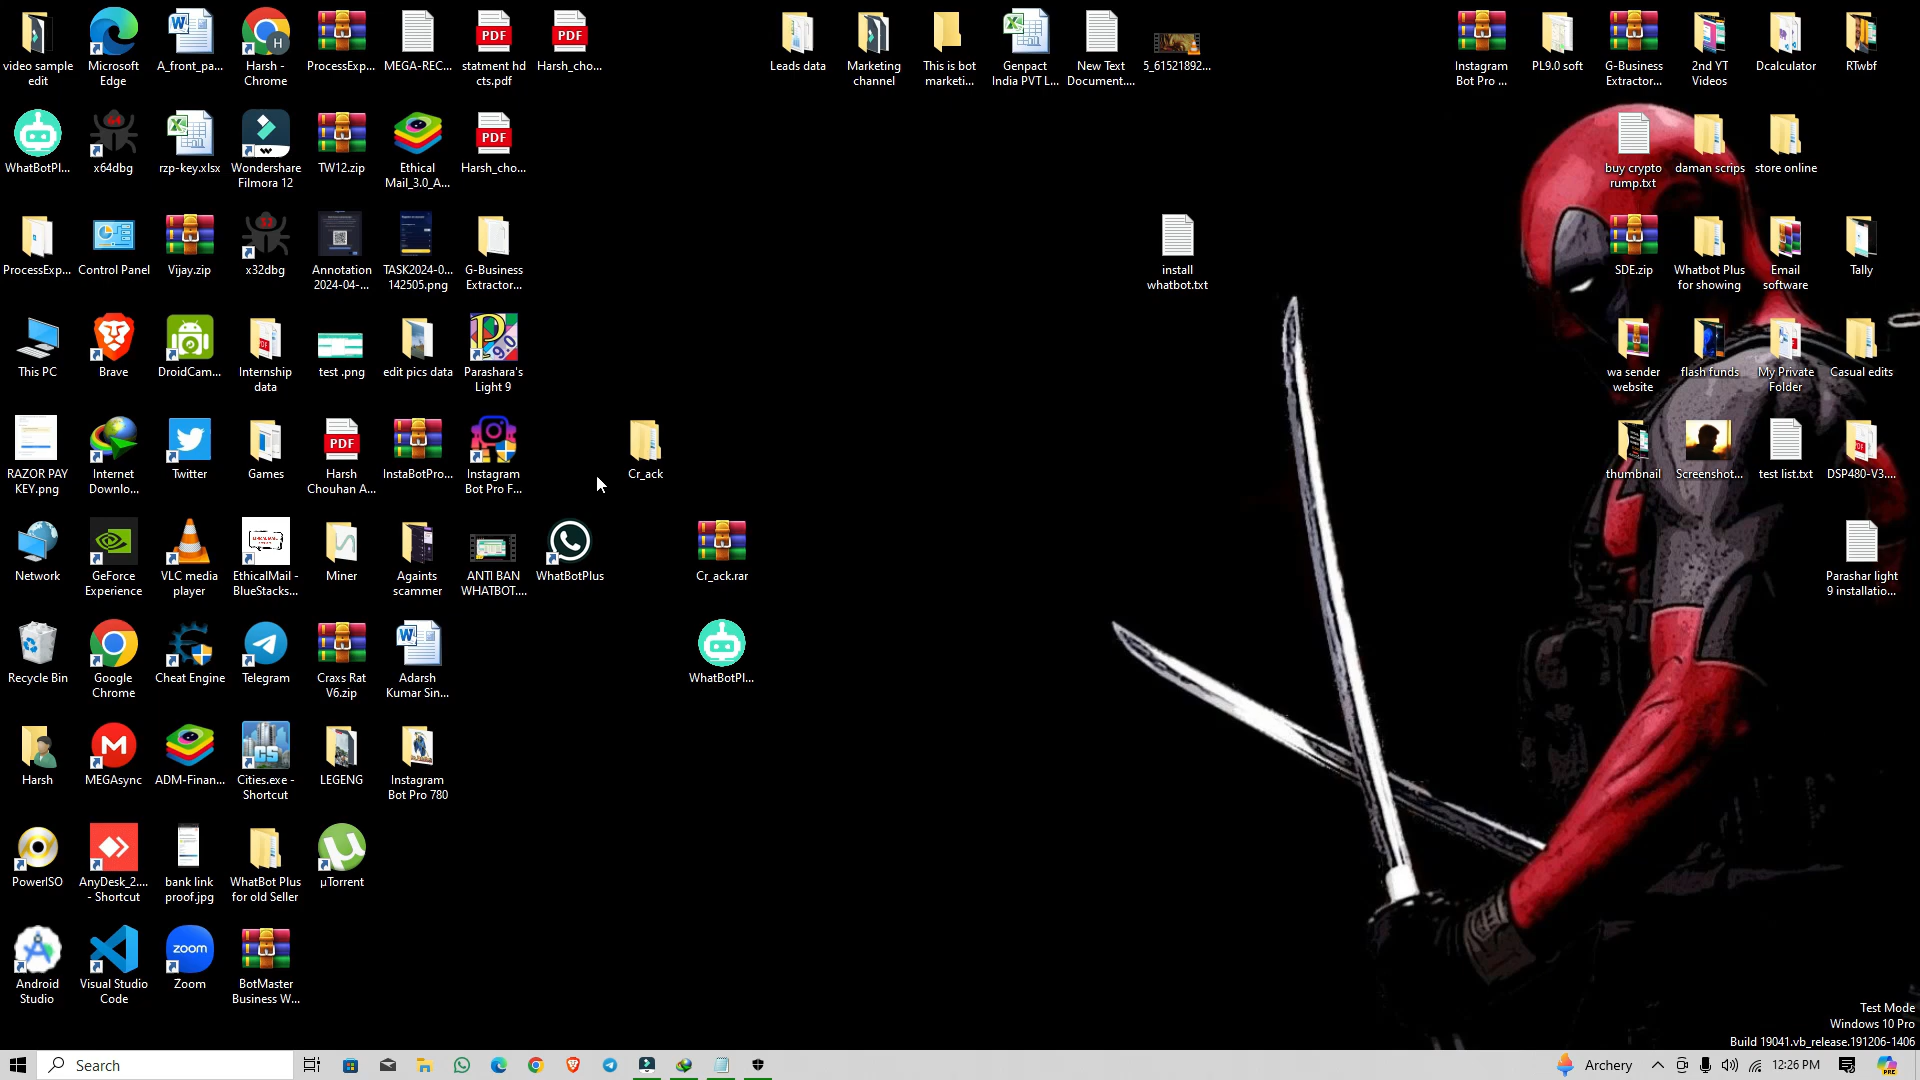 video sample
edit
Microsoft
Edge
A_front_pa...
Harsh -
Chrome
ProcessExp...
MEGA-REC...
statment hd
cts.pdf
Harsh_cho...
Leads data
Marketing
channel
This is bot
marketi...
Genpact
India PVT L...
New Text
Document....
5_61521892...
Instagram
Bot Pro ...
PL9.0 soft
G-Business
Extractor...
2nd YT
Videos
Dcalculator
RTwbf
WhatBotPl...
x64dbg
rzp-key.xlsx
Wondershare
Filmora 12
TW12.zip
Ethical
Mail_3.0_A...
Harsh_cho...
buy crypto
rump.txt
daman scrips
store online
ProcessExp...
Control Panel
Vijay.zip
x32dbg
Annotation
2024-04-...
TASK2024-0...
142505.png
G-Business
Extractor...
install
whatbot.txt
SDE.zip
Whatbot Plus
for showing
Email
software
Tally
This PC
Brave
DroidCam...
Internship
data
test .png
edit pics data
Parashara's
Light 9
wa sender
website
flash funds
My Private
Folder
Casual edits
RAZOR PAY
KEY.png
Internet
Downlo...
Twitter
Games
Harsh
Chouhan A...
InstaBotPro...
Instagram
Bot Pro F...
Cr_ack
thumbnail
Screenshot...
test list.txt
DSP480-V3....
Network
GeForce
Experience
VLC media
player
EthicalMail -
BlueStacks...
Miner
Againts
scammer
ANTI BAN
WHATBOT....
WhatBotPlus
Cr_ack.rar
Parashar light
9 installatio...
Recycle Bin
Google
Chrome
Cheat Engine
Telegram
Craxs Rat
V6.zip
Adarsh
Kumar Sin...
WhatBotPl...
Harsh
MEGAsync
ADM-Finan...
Cities.exe -
Shortcut
LEGENG
Instagram
Bot Pro 780
PowerISO
AnyDesk_2....
- Shortcut
bank link
proof.jpg
WhatBot Plus
for old Seller
µTorrent
Android
Studio
Visual Studio
Code
zoom
Zoom
BotMaster
Business W...
Test Mode
Windows 10 Pro
Build 19041.vb_release.191206-1406
Search
Archery
12:26 PM